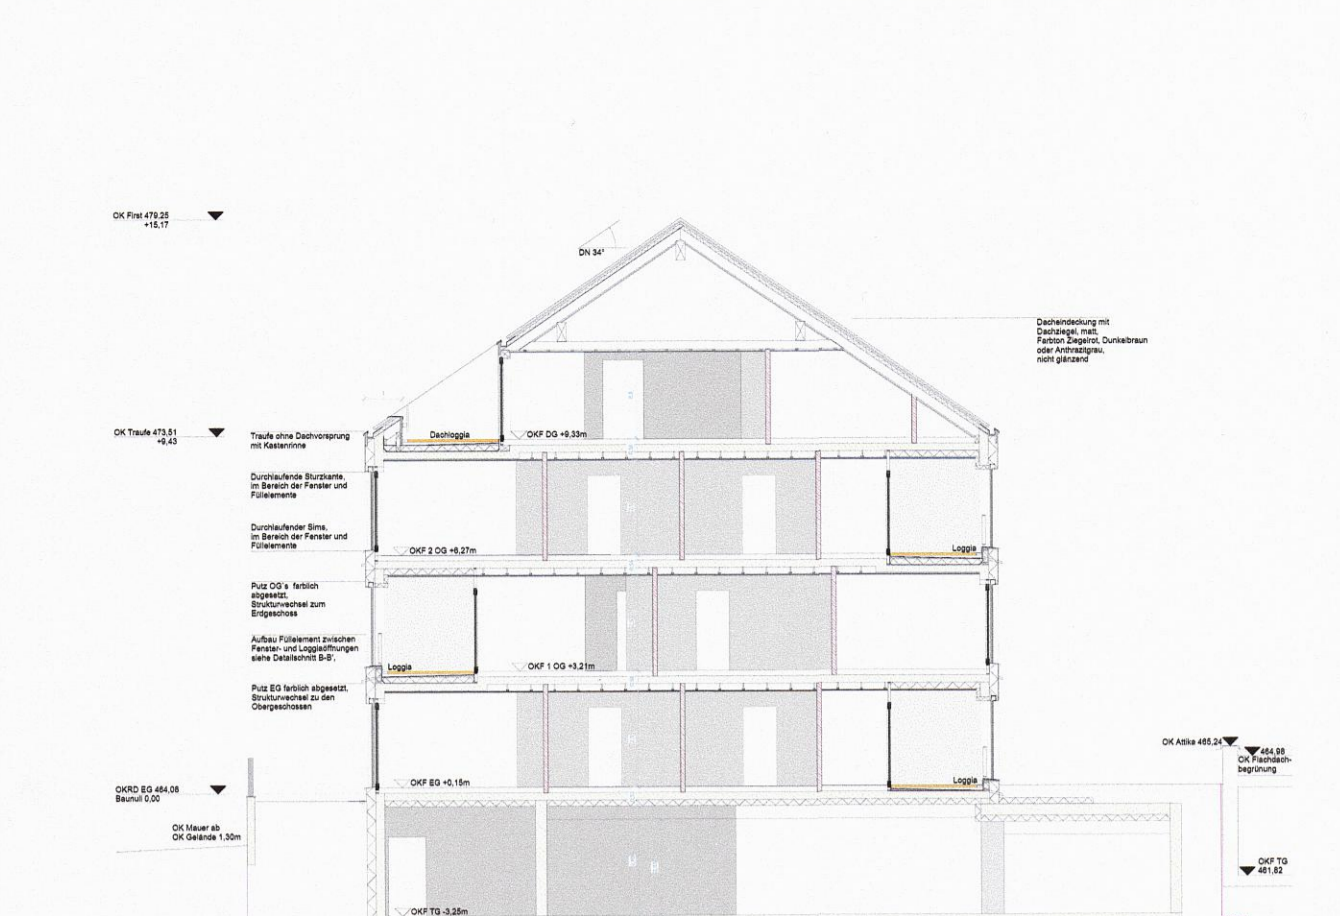 OK First 479,25
+15,17
DN 34°
Dacheindeckung mit
Dachziegel, matt,
Farbton Ziegelrot, Dunkelbraun
oder Anthrazitgrau,
nicht glänzend
OK Traufe 473,51
+9,43
Traufe ohne Dachvorsprung
mit Kastenrinne
Dachloggia
OKF DG +9,33m
Durchlaufende Sturzkante,
im Bereich der Fenster und
Füllelemente
Durchlaufender Sims,
im Bereich der Fenster und
Füllelemente
OKF 2 OG +6,27m
Loggia
Putz OG`s farblich
abgesetzt,
Strukturwechsel zum
Erdgeschoss
Aufbau Füllelement zwischen
Fenster- und Loggiaöffnungen
siehe Detailschnitt B-B',
Loggia
OKF 1 OG +3,21m
Putz EG farblich abgesetzt,
Strukturwechsel zu den
Obergeschossen
OK Attika 465,24
464,98
OK Flachdach-
begrünung
OKRD EG 464,08
Baunull 0,00
OKF EG +0,15m
Loggia
OK Mauer ab
OK Gelände 1,30m
OKF TG
461,82
OKF TG -3,25m